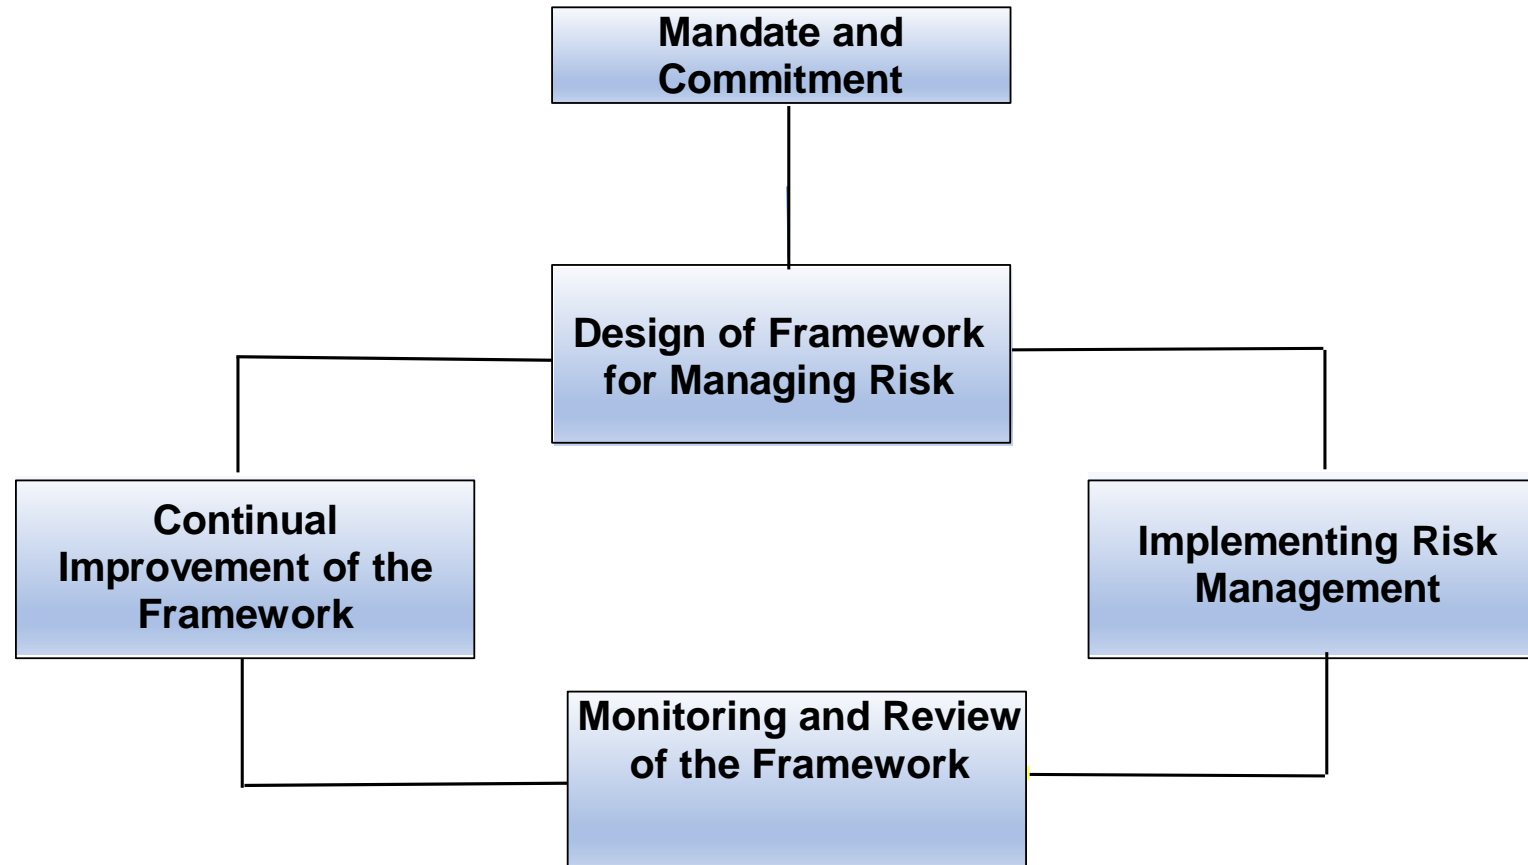 Mandate and
Commitment
Design of Framework
for Managing Risk
Continual
Improvement of the
Framework
Implementing Risk
Management
Monitoring and Review
of the Framework